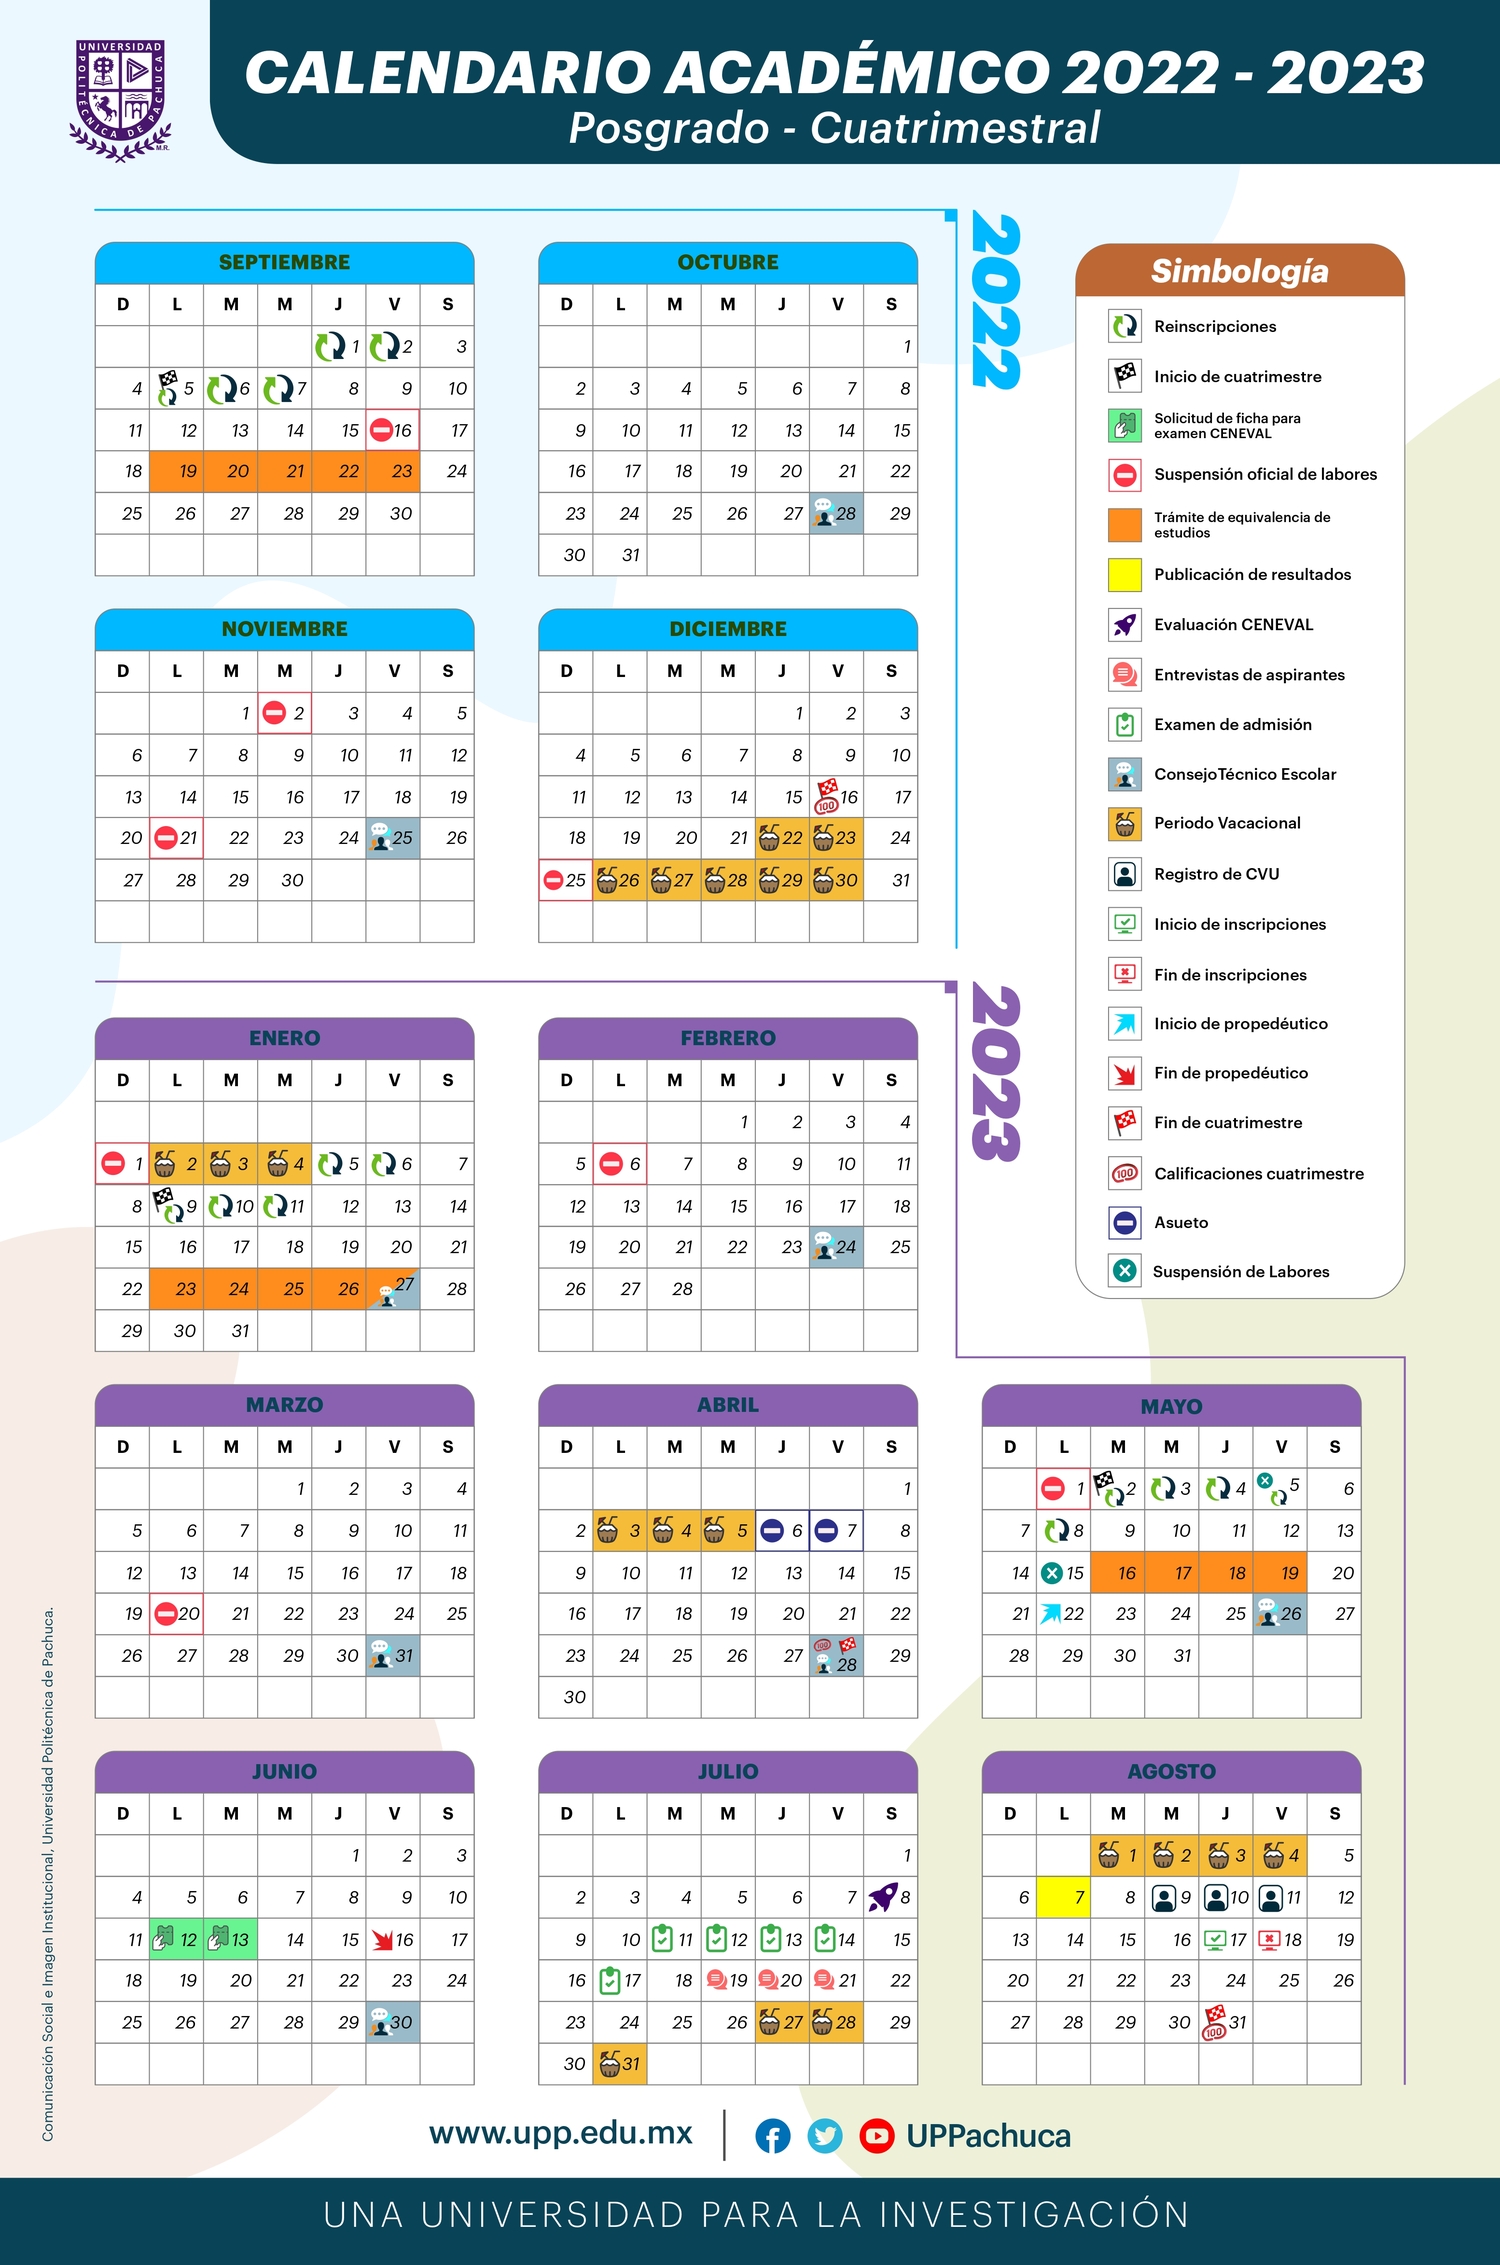 UNIVERSIDAD
POLITÉCNICA DE PACHUCA
M.R.
CALENDARIO ACADÉMICO 2022 - 2023
Posgrado - Cuatrimestral
2022
SEPTIEMBRE
D L M M J V S
1 2 3
4 5 6 7 8 9 10
11 12 13 14 15 16 17
18 19 20 21 22 23 24
25 26 27 28 29 30
OCTUBRE
D L M M J V S
1
2 3 4 5 6 7 8
9 10 11 12 13 14 15
16 17 18 19 20 21 22
23 24 25 26 27 28 29
30 31
NOVIEMBRE
D L M M J V S
1 2 3 4 5
6 7 8 9 10 11 12
13 14 15 16 17 18 19
20 21 22 23 24 25 26
27 28 29 30
DICIEMBRE
D L M M J V S
1 2 3
4 5 6 7 8 9 10
11 12 13 14 15 100 16 17
18 19 20 21 22 23 24
25 26 27 28 29 30 31
Simbología
Reinscripciones
Inicio de cuatrimestre
Solicitud de ficha para
examen CENEVAL
Suspensión oficial de labores
Trámite de equivalencia de
estudios
Publicación de resultados
Evaluación CENEVAL
Entrevistas de aspirantes
Examen de admisión
ConsejoTécnico Escolar
Periodo Vacacional
Registro de CVU
Inicio de inscripciones
Fin de inscripciones
Inicio de propedéutico
Fin de propedéutico
Fin de cuatrimestre
100 Calificaciones cuatrimestre
Asueto
Suspensión de Labores
2023
ENERO
D L M M J V S
1 2 3 4 5 6 7
8 9 10 11 12 13 14
15 16 17 18 19 20 21
22 23 24 25 26 27 28
29 30 31
FEBRERO
D L M M J V S
1 2 3 4
5 6 7 8 9 10 11
12 13 14 15 16 17 18
19 20 21 22 23 24 25
26 27 28
MARZO
D L M M J V S
1 2 3 4
5 6 7 8 9 10 11
12 13 14 15 16 17 18
19 20 21 22 23 24 25
26 27 28 29 30 31
ABRIL
D L M M J V S
1
2 3 4 5 6 7 8
9 10 11 12 13 14 15
16 17 18 19 20 21 22
23 24 25 26 27 100 28 29
30
MAYO
D L M M J V S
1 2 3 4 5 6
7 8 9 10 11 12 13
14 15 16 17 18 19 20
21 22 23 24 25 26 27
28 29 30 31
JUNIO
D L M M J V S
1 2 3
4 5 6 7 8 9 10
11 12 13 14 15 16 17
18 19 20 21 22 23 24
25 26 27 28 29 30
JULIO
D L M M J V S
1
2 3 4 5 6 7 8
9 10 11 12 13 14 15
16 17 18 19 20 21 22
23 24 25 26 27 28 29
30 31
AGOSTO
D L M M J V S
1 2 3 4 5
6 7 8 9 10 11 12
13 14 15 16 17 18 19
20 21 22 23 24 25 26
27 28 29 30 100 31
Comunicación Social e Imagen Institucional, Universidad Politécnica de Pachuca.
www.upp.edu.mx
UPPachuca
UNA UNIVERSIDAD PARA LA INVESTIGACIÓN